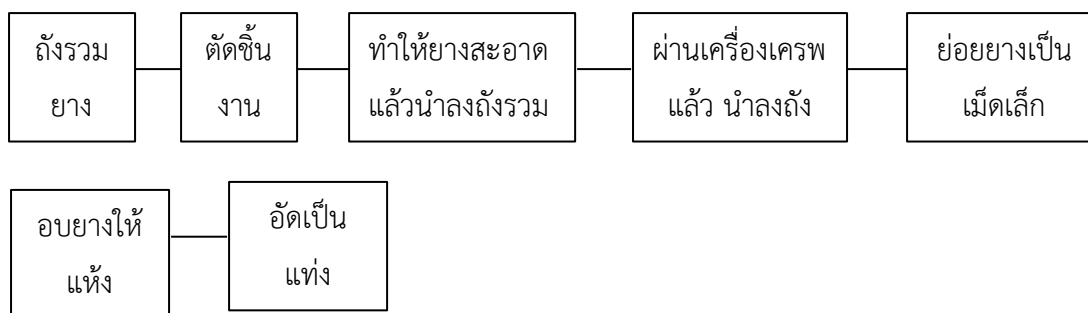 ถังรวม
ยาง
ตัดชิ้น
งาน
ทำให้ยางสะอาด
แล้วนำลงถังรวม
ผ่านเครื่องเครพ
แล้ว นำลงถัง
ย่อยยางเป็น
เม็ดเล็ก
อบยางให้
แห้ง
อัดเป็น
แท่ง